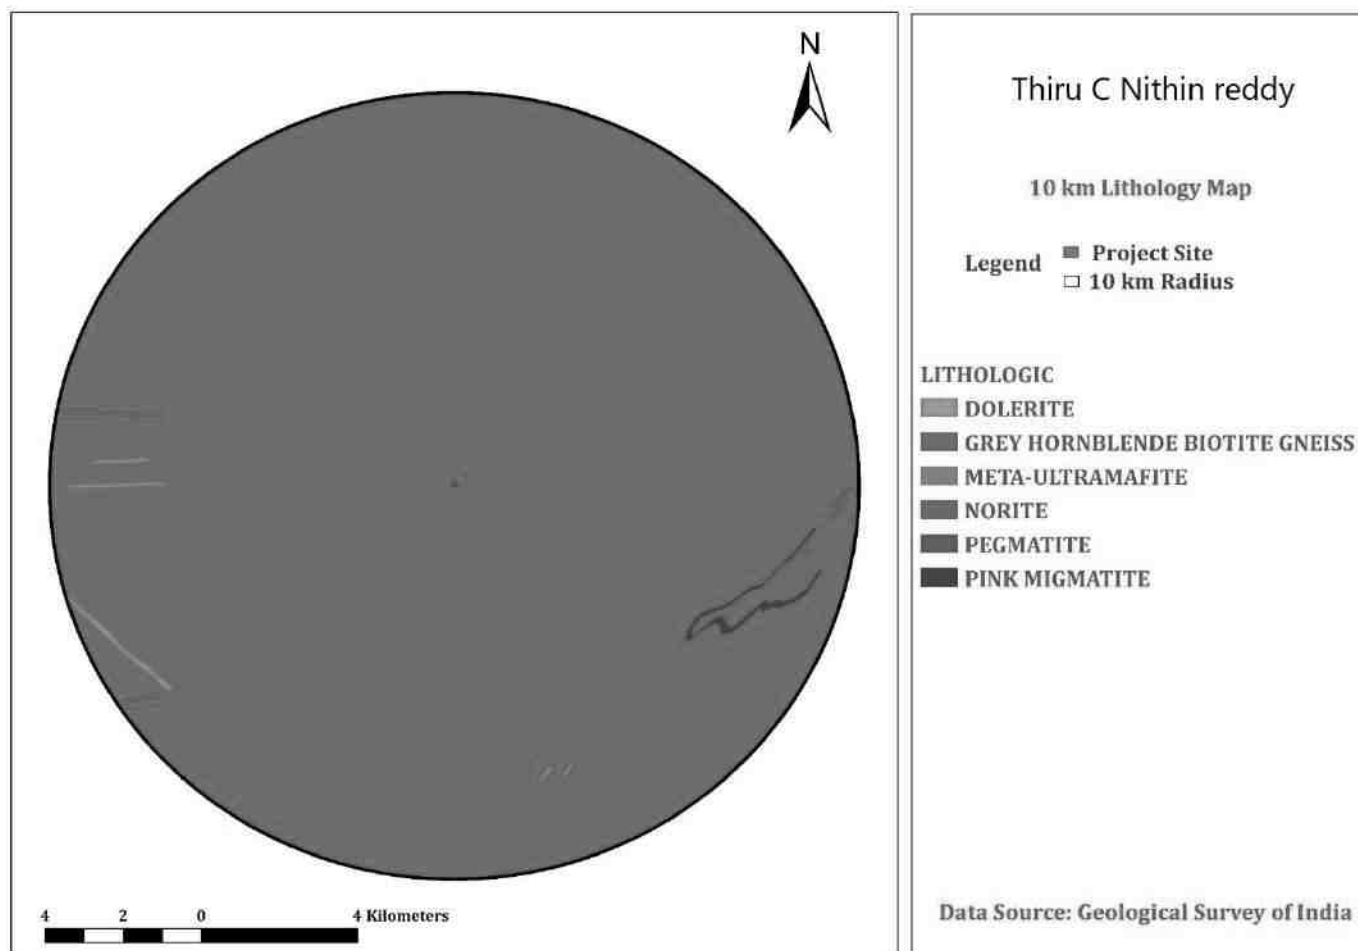 N
Thiru C Nithin reddy
10 km Lithology Map
Legend
Project Site
10 km Radius
LITHOLOGIC
DOLERITE
GREY HORNBLENDE BIOTITE GNEISS
META-ULTRAMAFITE
NORITE
PEGMATITE
PINK MIGMATITE
4 2 0 4 Kilometers
Data Source: Geological Survey of India